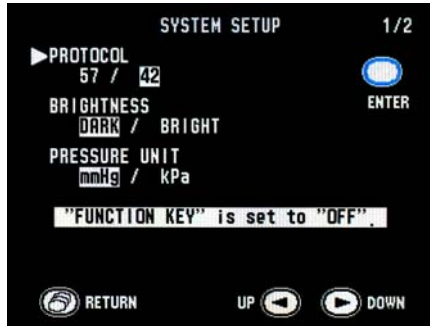 SYSTEM SETUP 1/2
PROTOCOL
57 / 42
ENTER
BRIGHTNESS
DARK / BRIGHT
PRESSURE UNIT
mmHg / kPa
"FUNCTION KEY" is set to "OFF".
RETURN UP DOWN